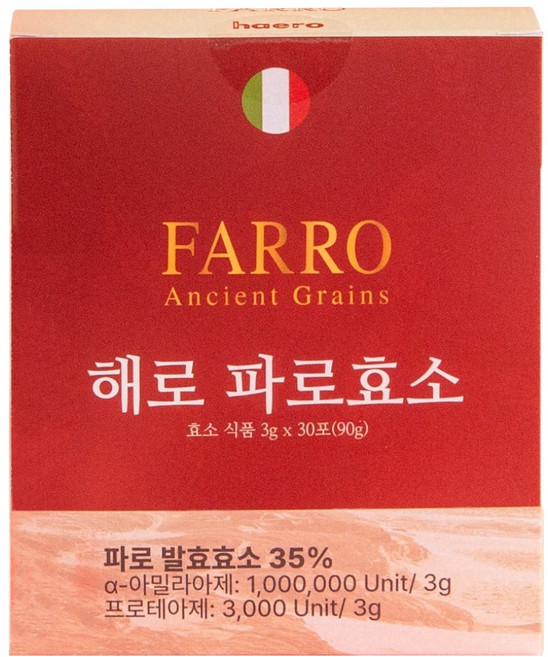 FARRO
haero
FARRO
Ancient Grains
해로 파로효소
효소 식품 3g x 30포(90g)
파로 발효효소 35%
α-아밀라아제: 1,000,000 Unit/ 3g
프로테아제: 3,000 Unit/ 3g